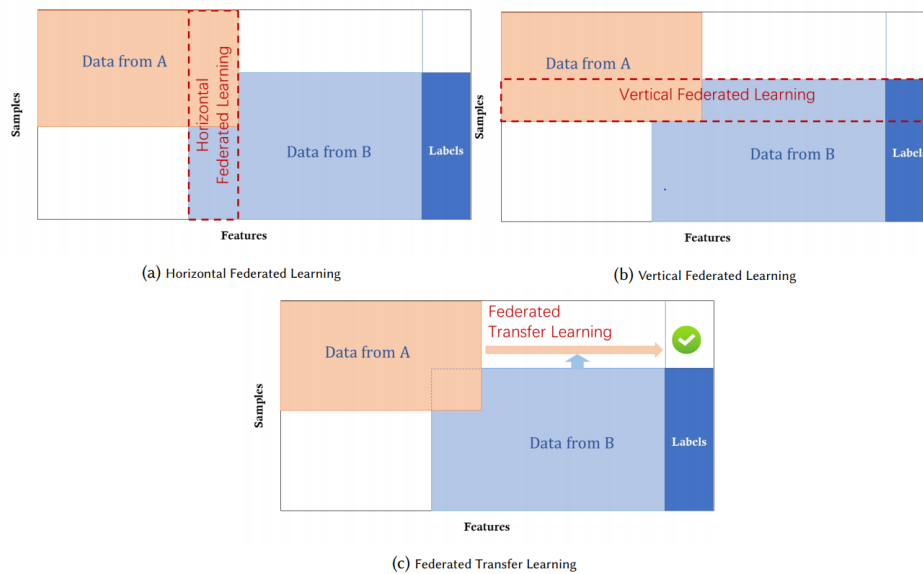 Data from A
Horizontal
Federated Learning
Data from B
Labels
Samples
Features
(a) Horizontal Federated Learning
Data from A
Vertical Federated Learning
Data from B
Labels
Samples
Features
(b) Vertical Federated Learning
Federated
Transfer Learning
Data from A
Data from B
Labels
Samples
Features
(c) Federated Transfer Learning